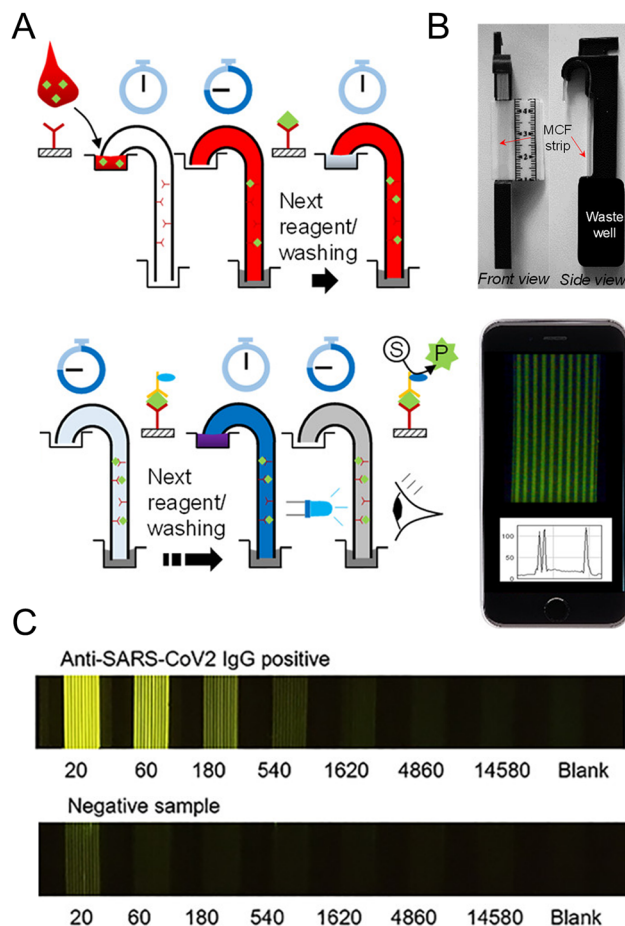 A
Next
reagent/
washing
Next
reagent/
washing
S
P
B
MCF
strip
Waste
well
Front view
Side view
100
50
0
C
Anti-SARS-CoV2 IgG positive
20 60 180 540 1620 4860 14580 Blank
Negative sample
20 60 180 540 1620 4860 14580 Blank